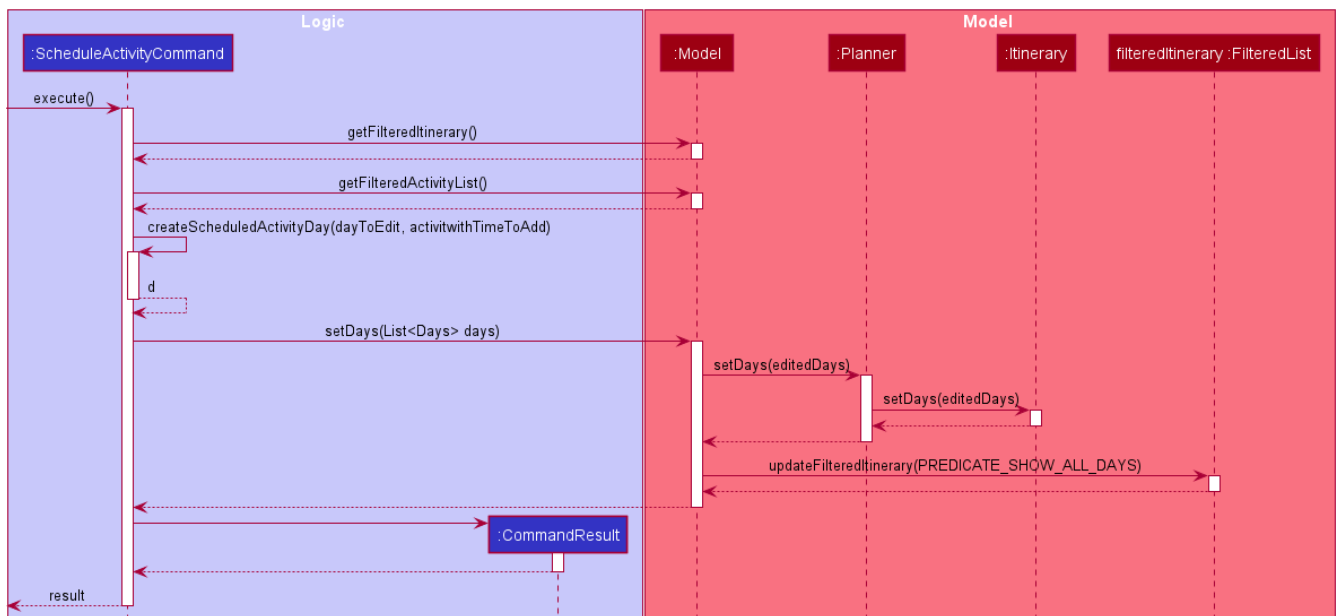 Logic
Model
:ScheduleActivityCommand
:Model
:Planner
:Itinerary
filteredItinerary :FilteredList
execute()
getFilteredItinerary()
getFilteredActivityList()
createScheduledActivityDay(dayToEdit, activitwithTimeToAdd)
d
setDays(List<Days> days)
setDays(editedDays)
setDays(editedDays)
updateFilteredItinerary(PREDICATE_SHOW_ALL_DAYS)
:CommandResult
result